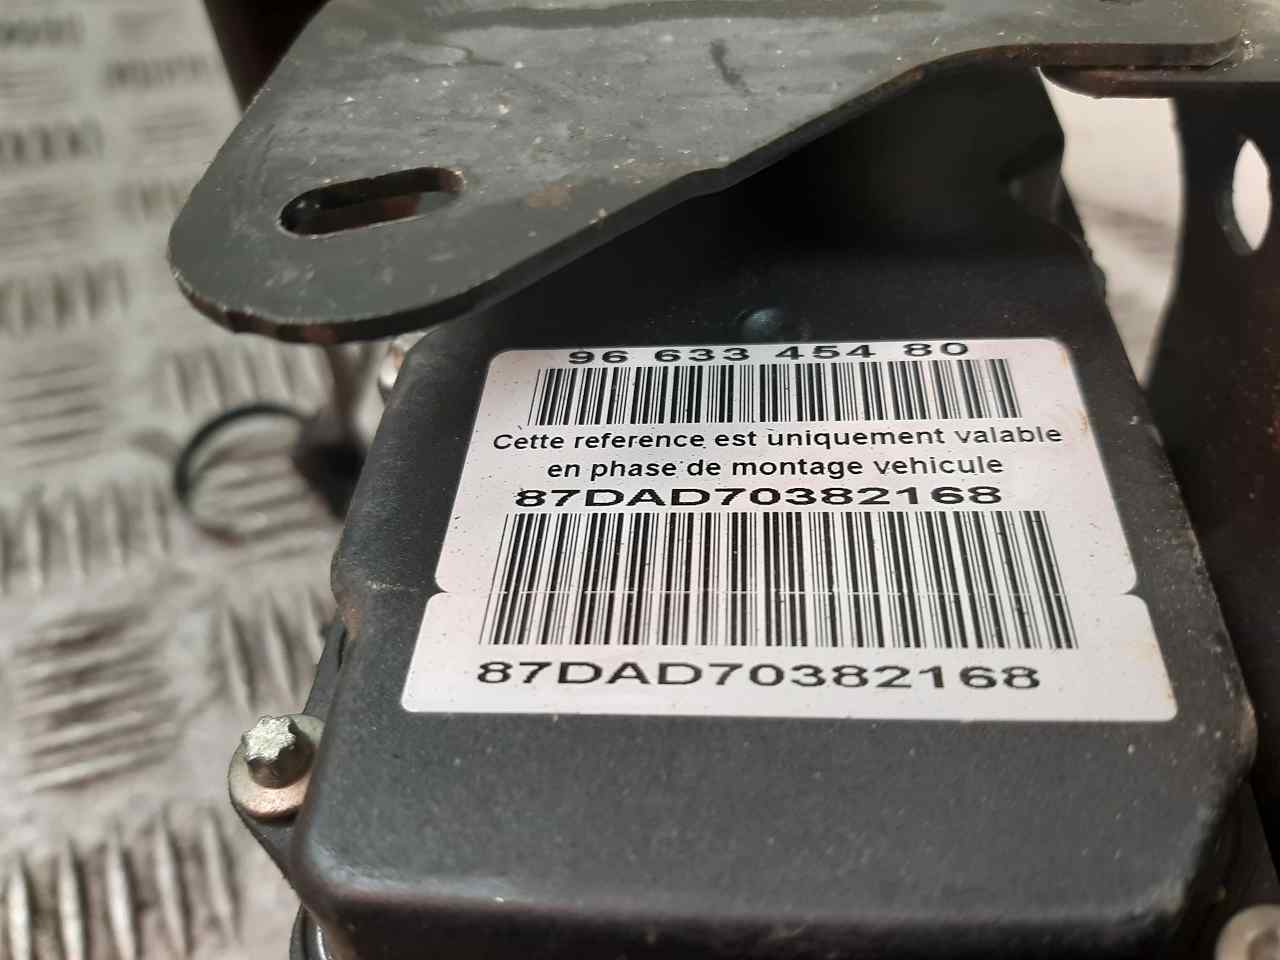 96 633 454 80
Cette reference est uniquement valable
en phase de montage vehicule
87DAD70382168
87DAD70382168